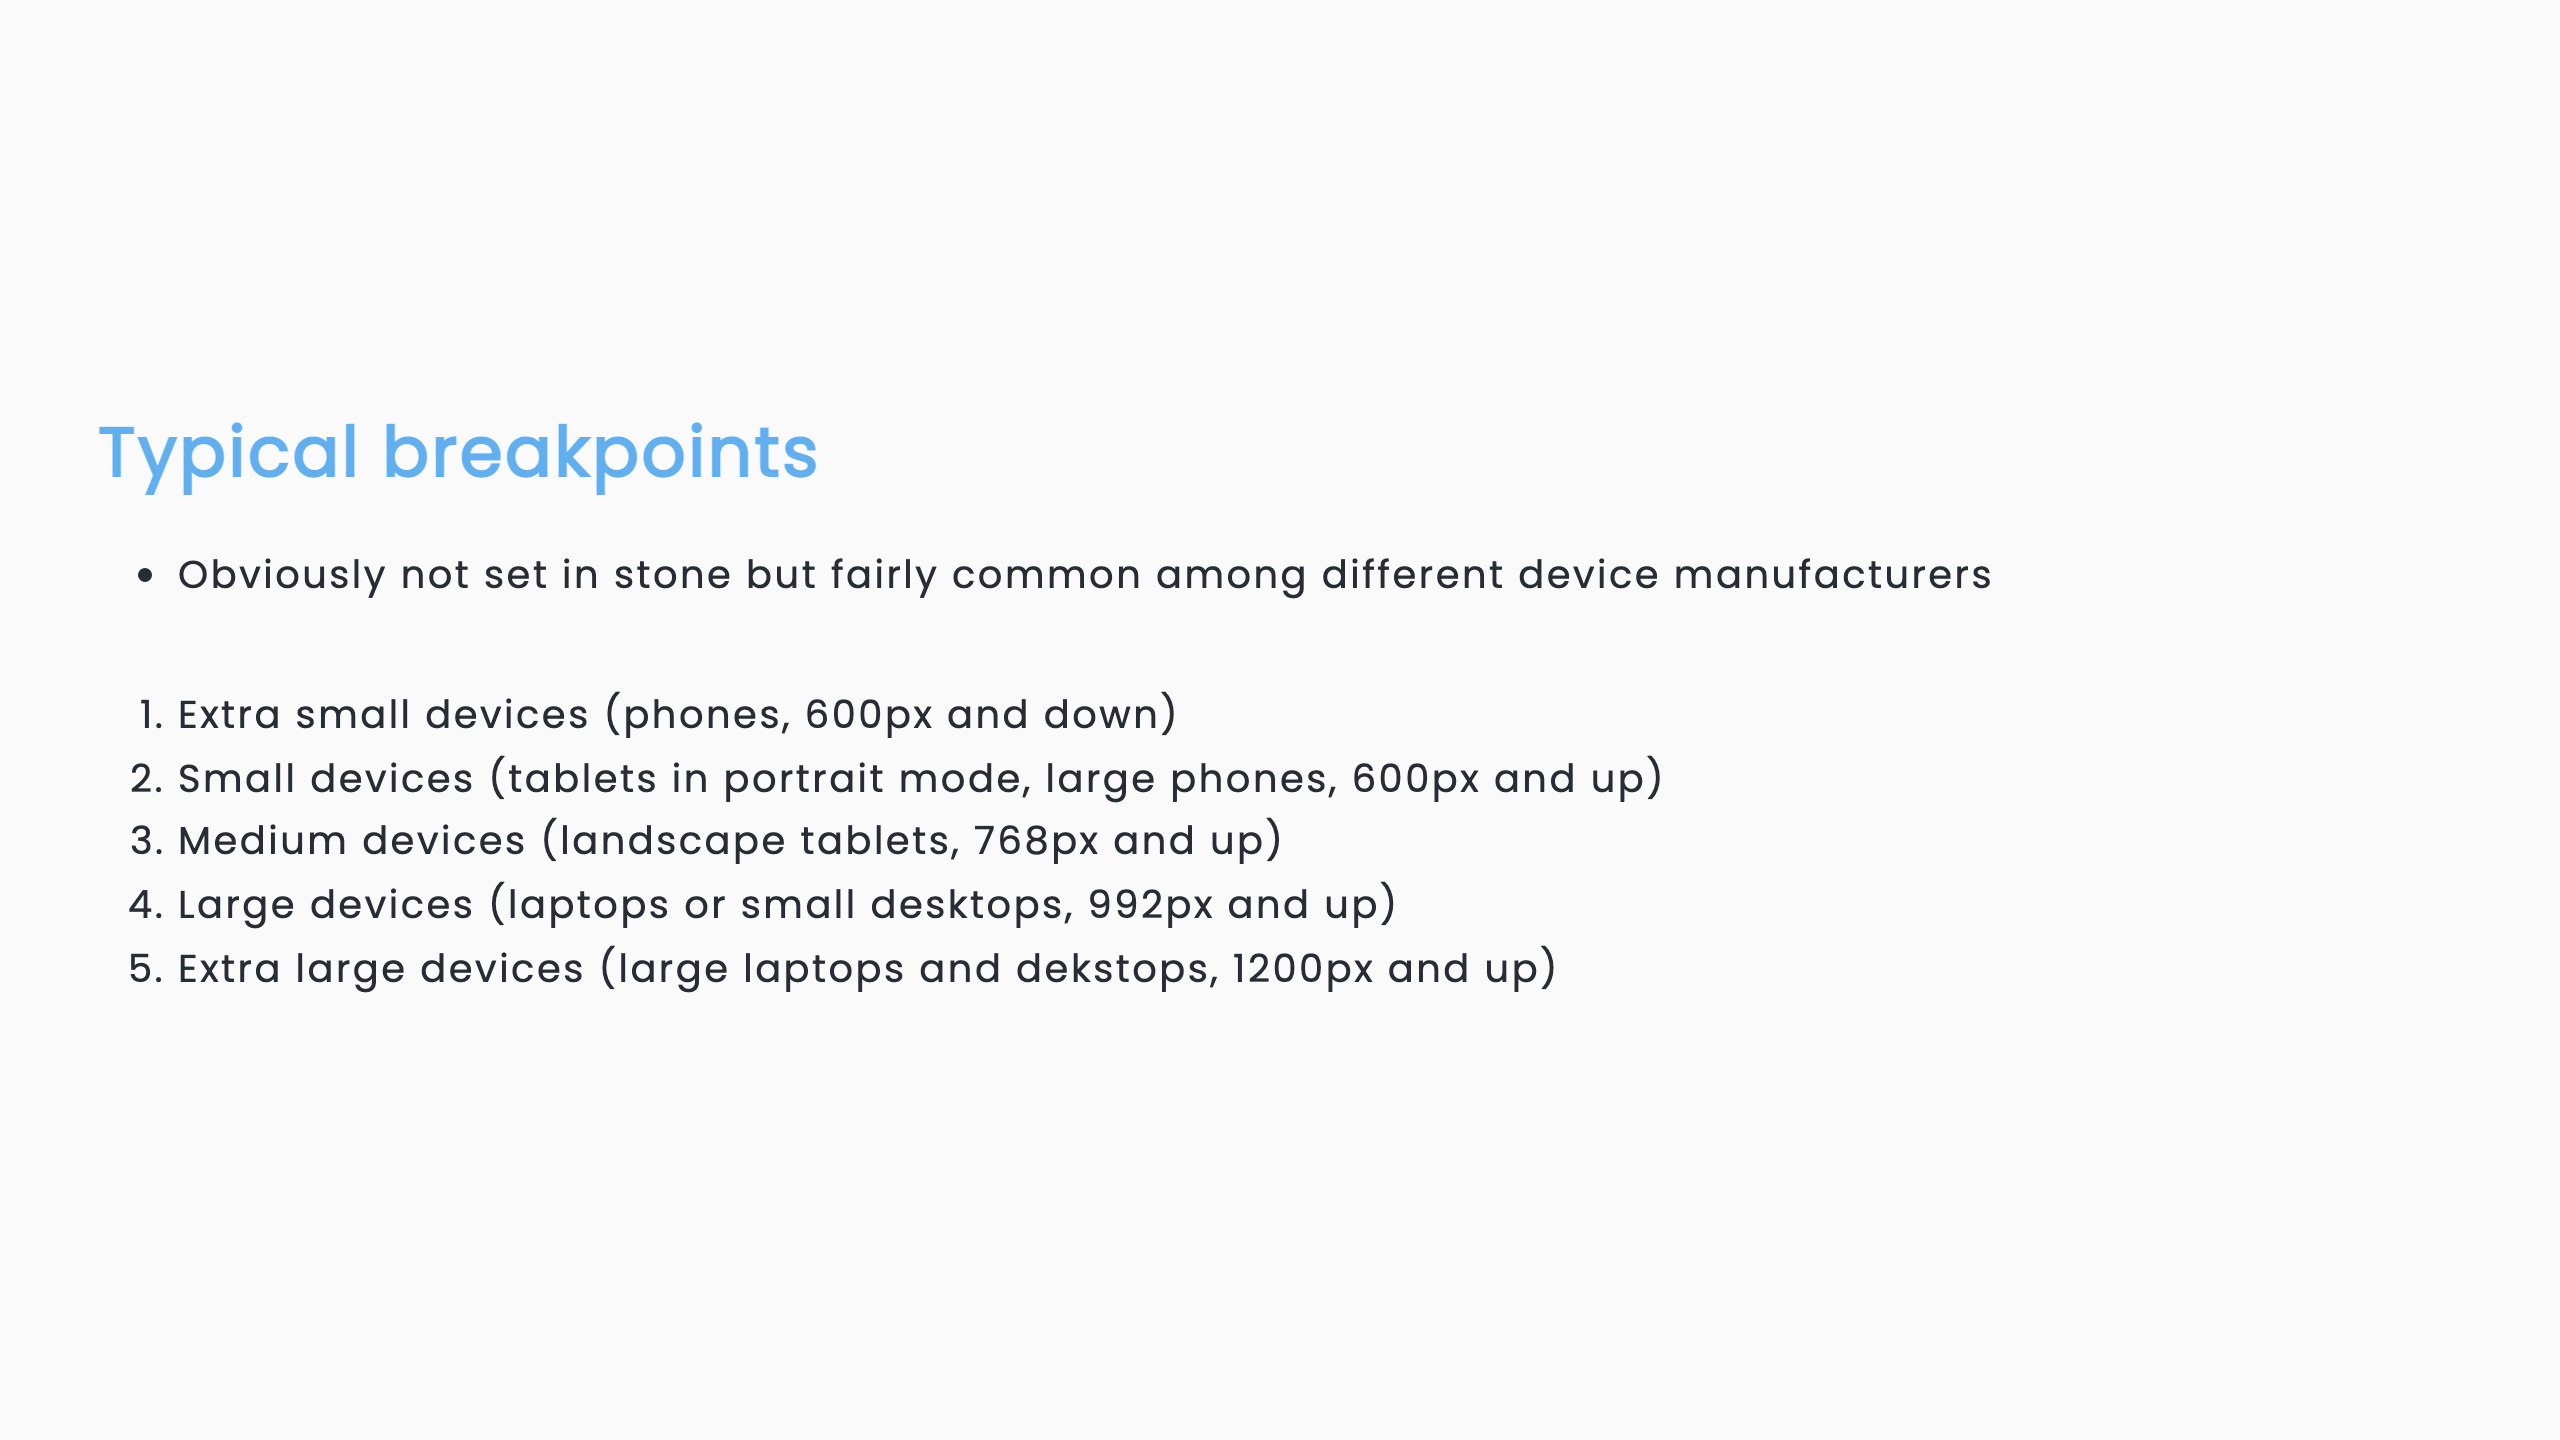 Typical breakpoints
• Obviously not set in stone but fairly common among different device manufacturers
1. Extra small devices (phones, 600px and down)
2. Small devices (tablets in portrait mode, large phones, 600px and up)
3. Medium devices (landscape tablets, 768px and up)
4. Large devices (laptops or small desktops, 992px and up)
5. Extra large devices (large laptops and dekstops, 1200px and up)